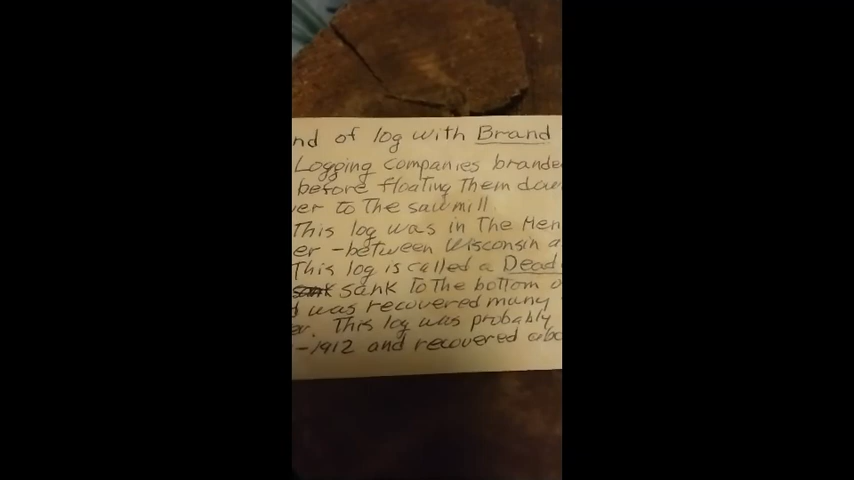 nd of log with Brand
Logging companies brande
before floating Them dow
er to The sawmill.
This log was in The Men
er - between Wisconsin a
This log is called a Dead
sank sank To The bottom o
d was recovered many
er. This log was probably
-1912 and recovered abo